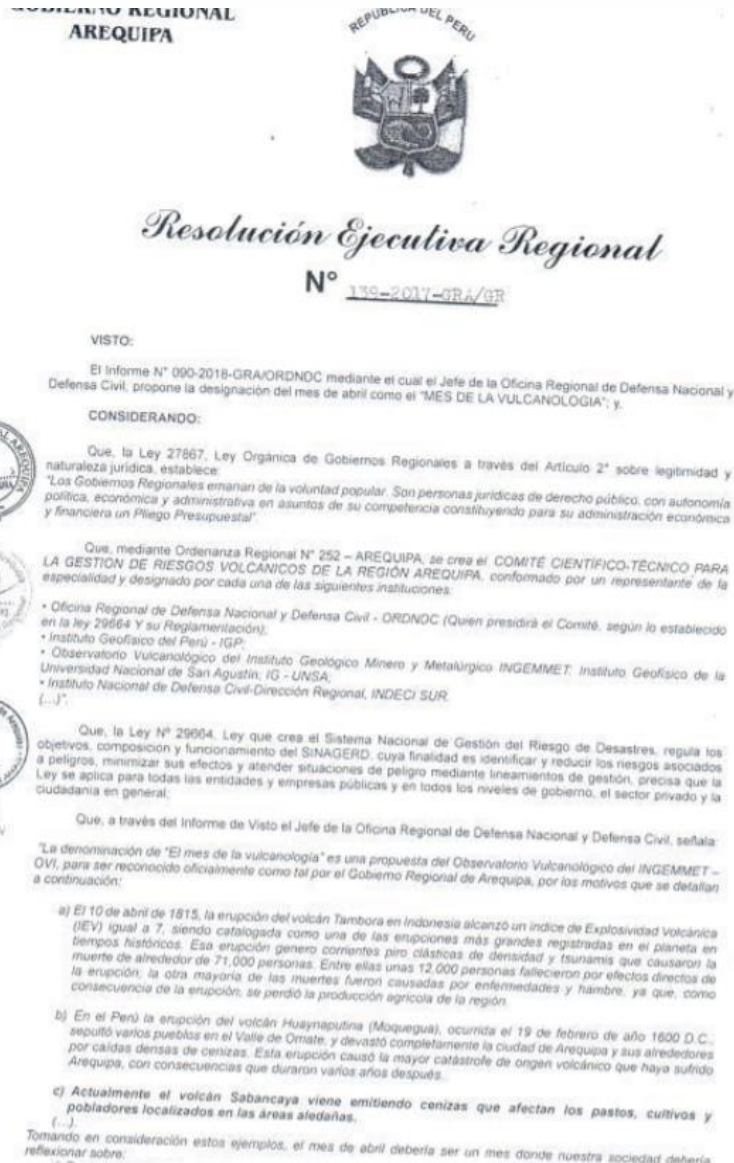 GOBIERNO REGIONAL
AREQUIPA
REPUBLICA DEL PERU
Resolución Ejecutiva Regional
N° 139-2017-GRA/GR
VISTO:
El Informe N° 090-2018-GRA/ORDNDC mediante el cual el Jefe de la Oficina Regional de Defensa Nacional y
Defensa Civil, propone la designación del mes de abril como el "MES DE LA VULCANOLOGIA"; y,
CONSIDERANDO:
Que, la Ley 27867, Ley Orgánica de Gobiernos Regionales a través del Artículo 2° sobre legitimidad y
naturaleza jurídica, establece:
"Los Gobiernos Regionales emanan de la voluntad popular. Son personas jurídicas de derecho público, con autonomía
política, económica y administrativa en asuntos de su competencia constituyendo para su administración económica
y financiera un Pliego Presupuestal".
Que, mediante Ordenanza Regional N° 252 – AREQUIPA, se crea el COMITÉ CIENTÍFICO-TÉCNICO PARA
LA GESTION DE RIESGOS VOLCANICOS DE LA REGIÓN AREQUIPA, conformado por un representante de la
especialidad y designado por cada una de las siguientes instituciones:
• Oficina Regional de Defensa Nacional y Defensa Civil - ORDNDC (Quien presidirá el Comité, según lo establecido
en la ley 29664 Y su Reglamentación);
• Instituto Geofísico del Perú - IGP;
• Observatorio Vulcanológico del Instituto Geológico Minero y Metalúrgico INGEMMET; Instituto Geofísico de la
Universidad Nacional de San Agustín; IG - UNSA;
• Instituto Nacional de Defensa Civil-Dirección Regional, INDECI SUR.
(...)".
Que, la Ley Nº 29664, Ley que crea el Sistema Nacional de Gestión del Riesgo de Desastres, regula los
objetivos, composición y funcionamiento del SINAGERD, cuya finalidad es identificar y reducir los riesgos asociados
a peligros, minimizar sus efectos y atender situaciones de peligro mediante lineamientos de gestión, precisa que la
Ley se aplica para todas las entidades y empresas públicas y en todos los niveles de gobierno, el sector privado y la
ciudadanía en general;
Que, a través del Informe de Visto el Jefe de la Oficina Regional de Defensa Nacional y Defensa Civil, señala:
"La denominación de "El mes de la vulcanología" es una propuesta del Observatorio Vulcanológico del INGEMMET –
OVI, para ser reconocido oficialmente como tal por el Gobierno Regional de Arequipa, por los motivos que se detallan
a continuación:
a) El 10 de abril de 1815, la erupción del volcán Tambora en Indonesia alcanzó un índice de Explosividad Volcánica
(IEV) igual a 7, siendo catalogada como una de las erupciones más grandes registradas en el planeta en
tiempos históricos. Esa erupción genero corrientes piro clásticas de densidad y tsunamis que causaron la
muerte de alrededor de 71,000 personas. Entre ellas unas 12,000 personas fallecieron por efectos directos de
la erupción; la otra mayoría de las muertes fueron causadas por enfermedades y hambre, ya que, como
consecuencia de la erupción, se perdió la producción agrícola de la región.
b) En el Perú la erupción del volcán Huaynaputina (Moquegua), ocurrida el 19 de febrero de año 1600 D.C.,
sepultó varios pueblos en el Valle de Omate, y devastó completamente la ciudad de Arequipa y sus alrededores
por caídas densas de cenizas. Esta erupción causó la mayor catástrofe de origen volcánico que haya sufrido
Arequipa, con consecuencias que duraron varios años después.
c) Actualmente el volcán Sabancaya viene emitiendo cenizas que afectan los pastos, cultivos y
pobladores localizados en las áreas aledañas.
(...).
Tomando en consideración estos ejemplos, el mes de abril debería ser un mes donde nuestra sociedad debería
reflexionar sobre: